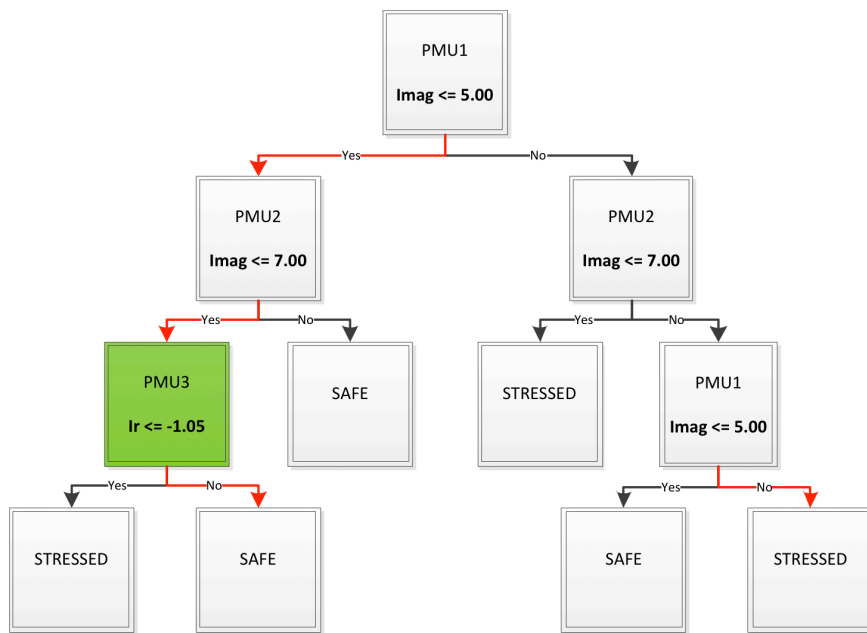 PMU1
Imag <= 5.00
Yes
No
PMU2
Imag <= 7.00
PMU2
Imag <= 7.00
Yes
No
Yes
No
PMU3
Ir <= -1.05
SAFE
STRESSED
PMU1
Imag <= 5.00
Yes
No
Yes
No
STRESSED
SAFE
SAFE
STRESSED